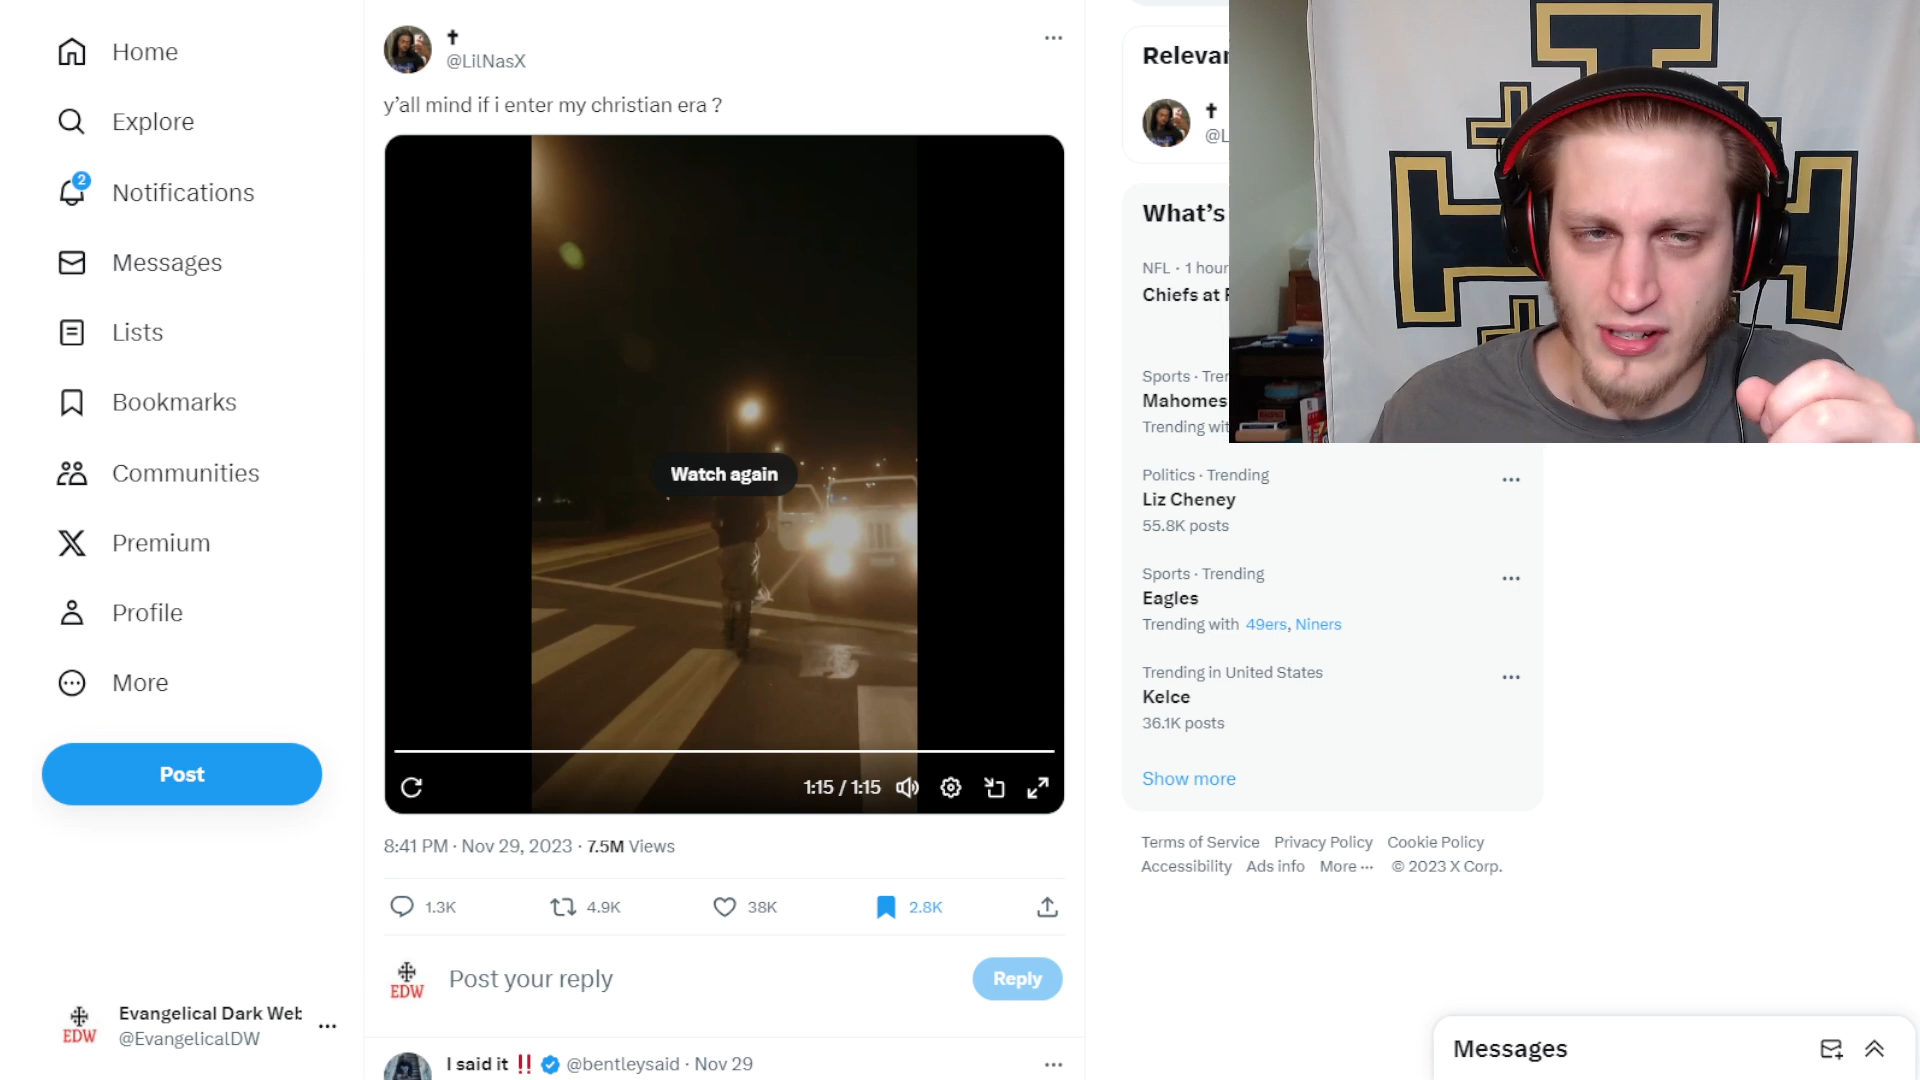 Home
Explore
2
Notifications
Messages
Lists
Bookmarks
Communities
Premium
Profile
More
Post
EDW
Evangelical Dark Web
@EvangelicalDW
✝
@LilNasX
y'all mind if i enter my christian era ?
Watch again
1:15 / 1:15
8:41 PM · Nov 29, 2023 · 7.5M Views
1.3K
4.9K
38K
2.8K
EDW
Post your reply
Reply
I said it ‼ @bentleysaid · Nov 29
✝
What's
NFL · 1 hour
Chiefs at
Sports ·
Mahomes
Trending
Politics · Trending
Liz Cheney
55.8K posts
Sports · Trending
Eagles
Trending with 49ers, Niners
Trending in United States
Kelce
36.1K posts
Show more
Terms of Service Privacy Policy Cookie Policy
Accessibility Ads info More ··· © 2023 X Corp.
Messages